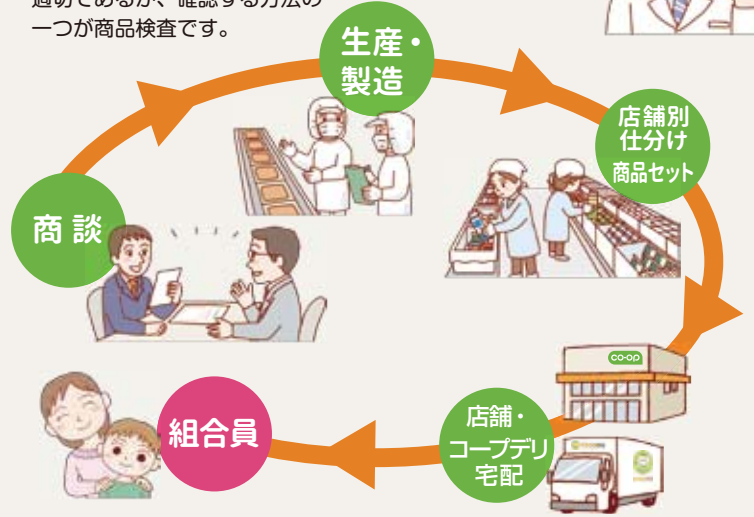 一つが商品検査です。
生産・
製造
店舗別
仕分け
商品セット
商談
co-op
店舗・
コープデリ
宅配
組合員